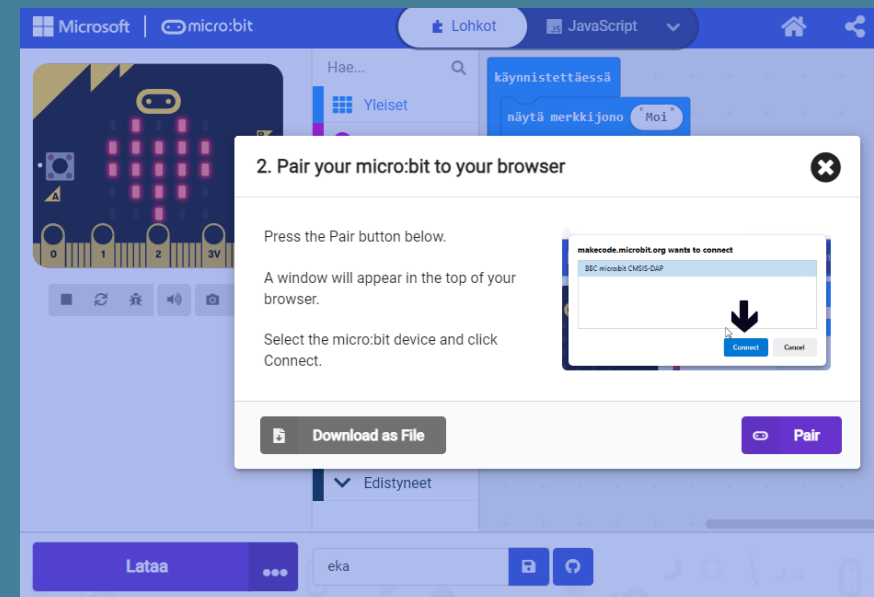 Microsoft micro:bit
Lohkot
JavaScript
Hae...
Yleiset
käynnistettäessä
näytä merkkijono "Moi"
2. Pair your micro:bit to your browser
Press the Pair button below.
A window will appear in the top of your
browser.
Select the micro:bit device and click
Connect.
makecode.microbit.org wants to connect
BBC microbit CMSIS-DAP
Connect Cancel
Download as File
Pair
A
0 1 2 3V
Edistyneet
Lataa
eka